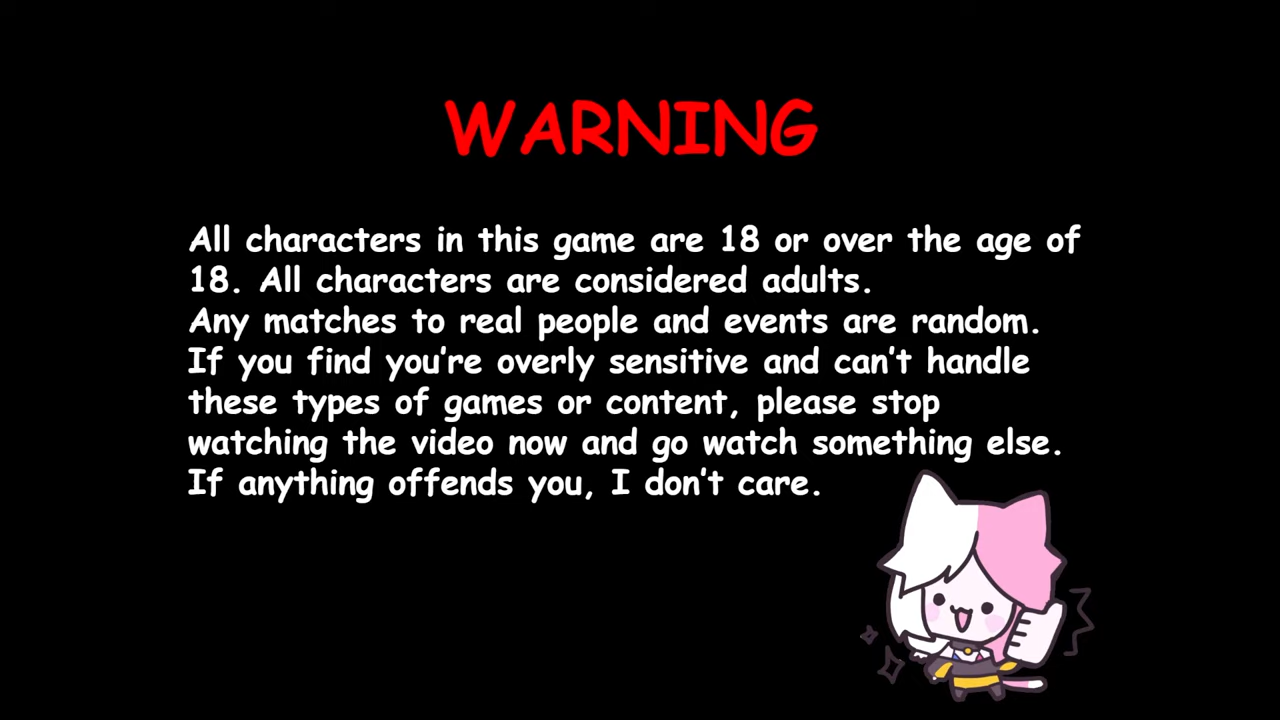 WARNING
All characters in this game are 18 or over the age of
18. All characters are considered adults.
Any matches to real people and events are random.
If you find you're overly sensitive and can't handle
these types of games or content, please stop
watching the video now and go watch something else.
If anything offends you, I don't care.